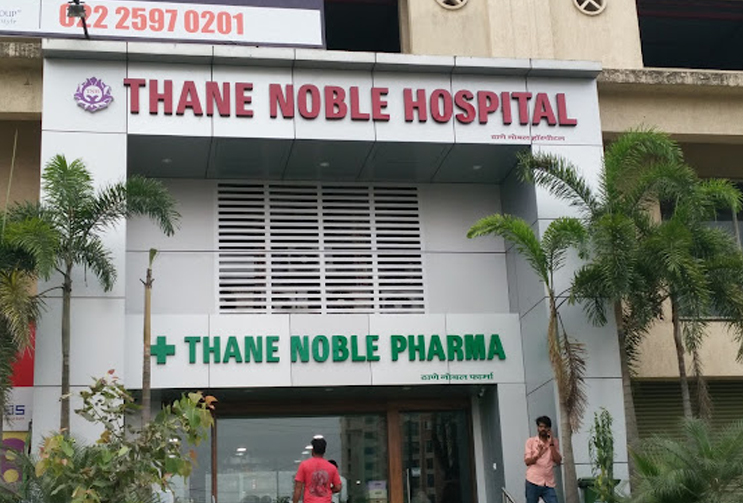 022 2597 0201
THANE NOBLE HOSPITAL
ठाणे नोबल हॉस्पीटल
THANE NOBLE PHARMA
ठाणे नोबल फार्मा